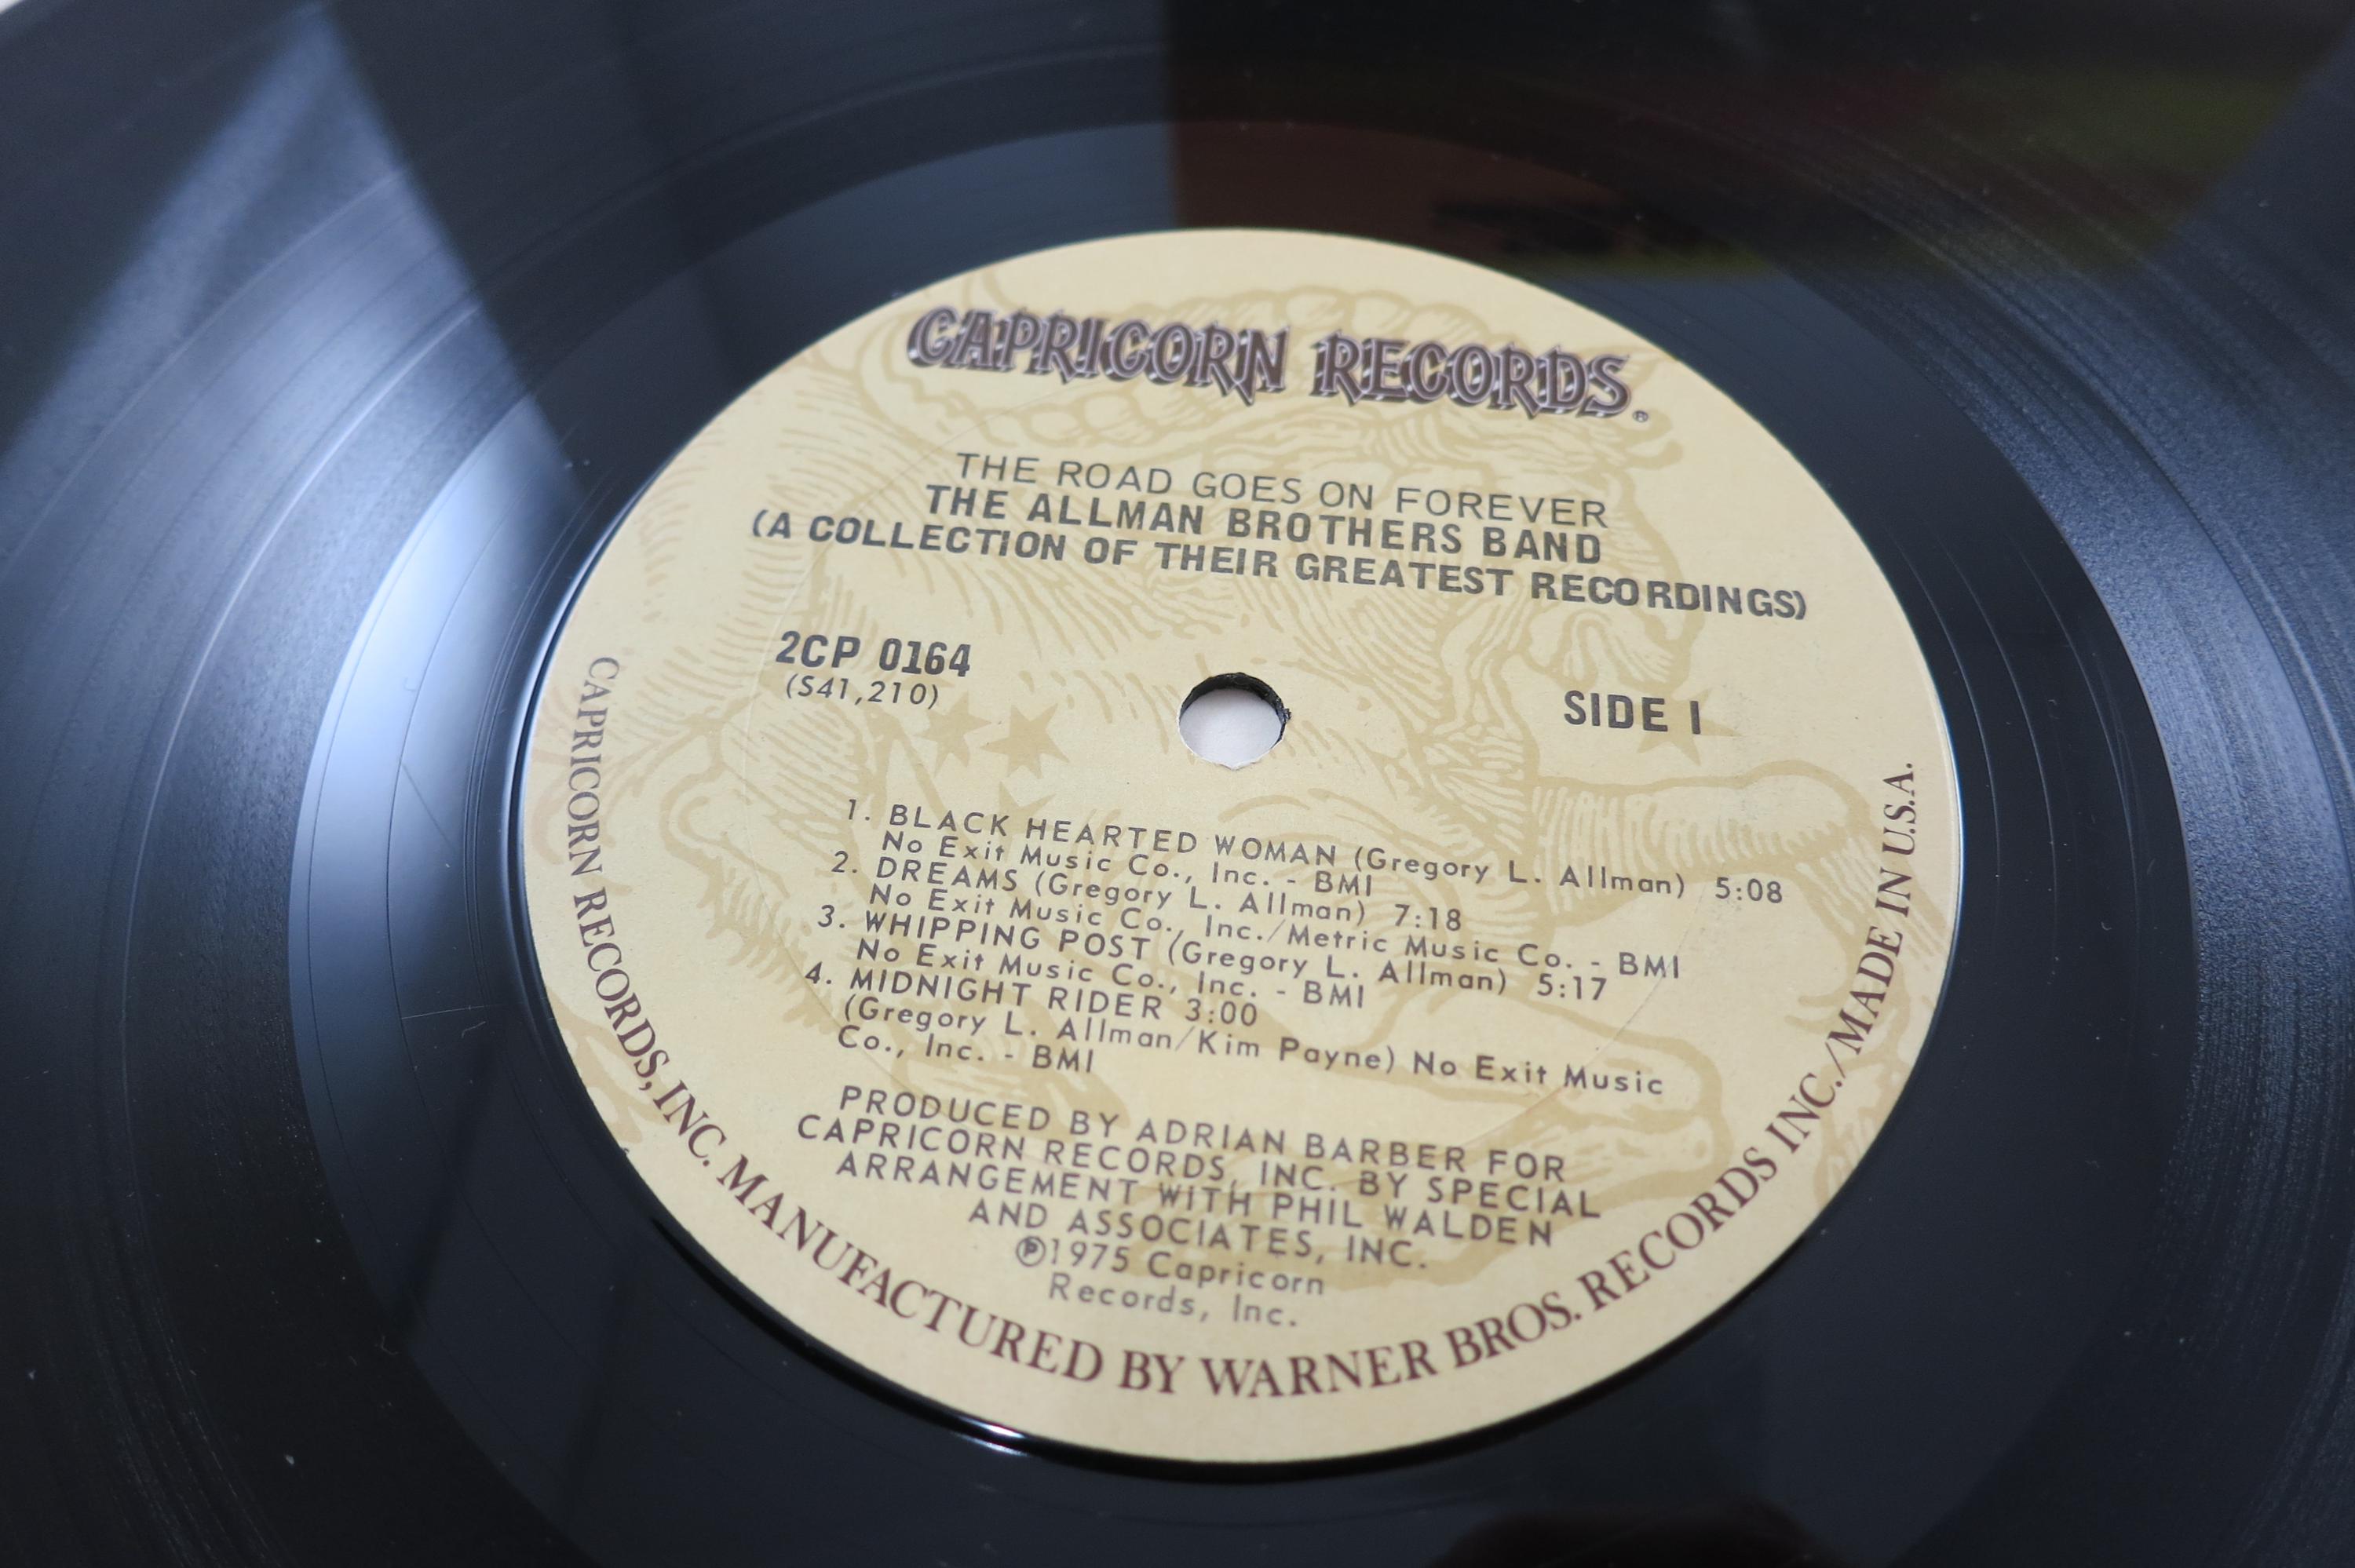 CAPRICORN RECORDS®
THE ROAD GOES ON FOREVER
THE ALLMAN BROTHERS BAND
(A COLLECTION OF THEIR GREATEST RECORDINGS)
2CP 0164
(S41,210)
SIDE 1
1. BLACK HEARTED WOMAN (Gregory L. Allman) 5:08
No Exit Music Co., Inc. - BMI
2. DREAMS (Gregory L. Allman) 7:18
No Exit Music Co., Inc./Metric Music Co. - BMI
3. WHIPPING POST (Gregory L. Allman) 5:17
No Exit Music Co., Inc. - BMI
4. MIDNIGHT RIDER 3:00
(Gregory L. Allman/Kim Payne) No Exit Music
Co., Inc. - BMI
PRODUCED BY ADRIAN BARBER FOR
CAPRICORN RECORDS, INC. BY SPECIAL
ARRANGEMENT WITH PHIL WALDEN
AND ASSOCIATES, INC.
℗1975 Capricorn
Records, Inc.
CAPRICORN RECORDS, INC. MANUFACTURED BY WARNER BROS. RECORDS INC./MADE IN U.S.A.